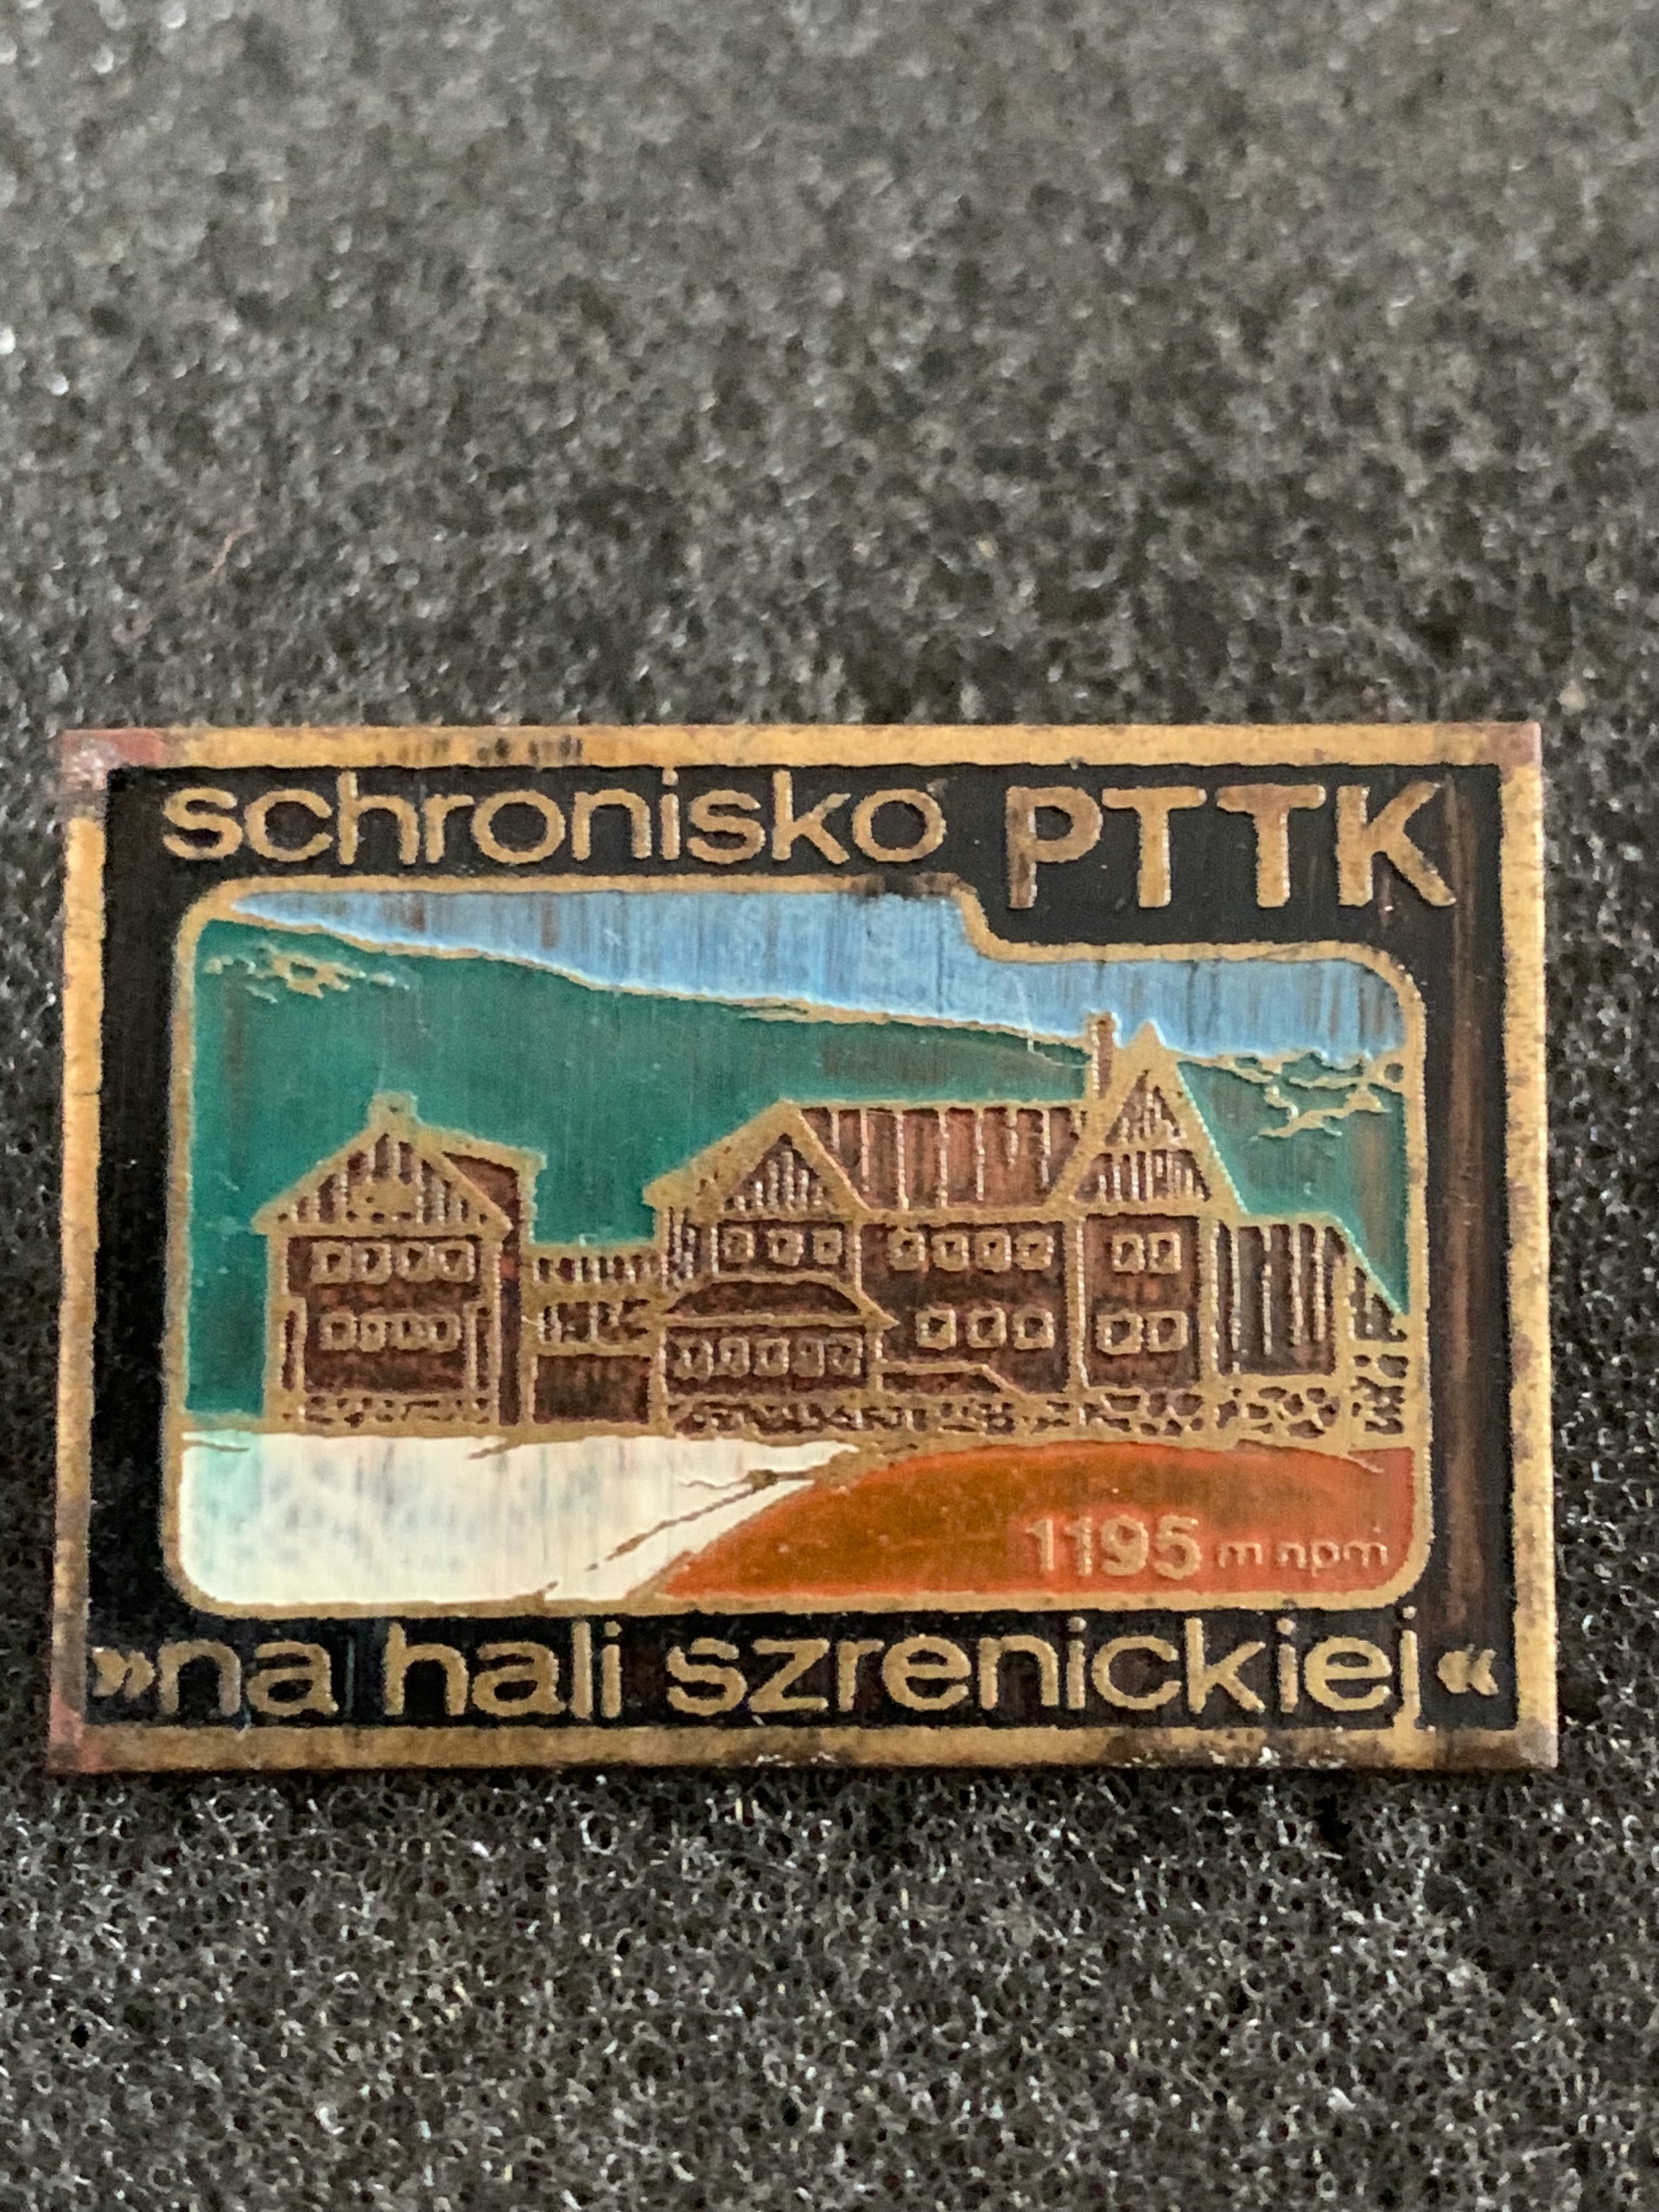 schronisko PTTK
1195 m npm
»na hali szrenickiej«